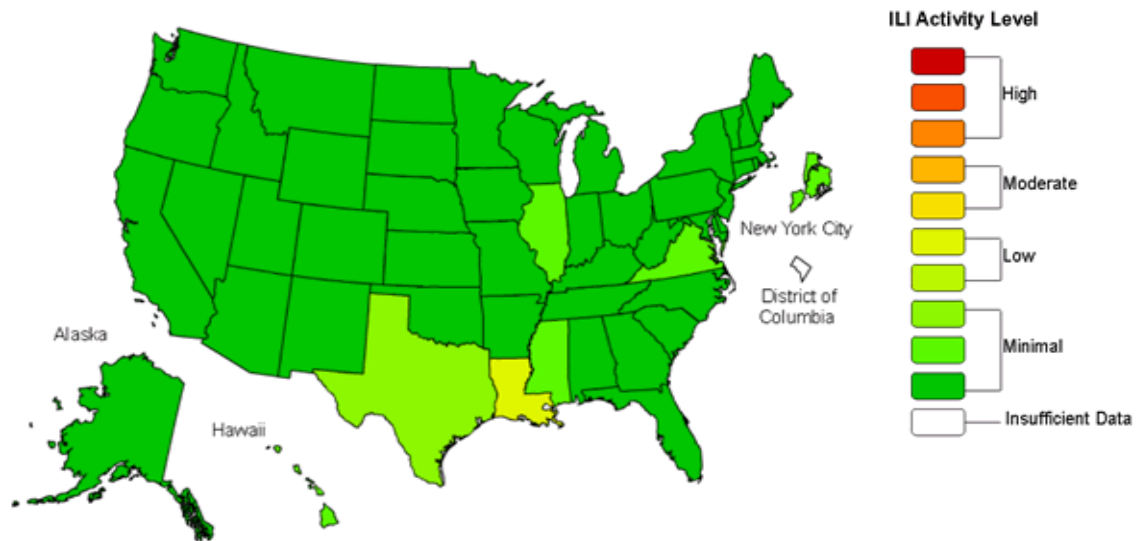 ILI Activity Level
High
Moderate
Low
Minimal
Insufficient Data
New York City
District of
Columbia
Alaska
Hawaii